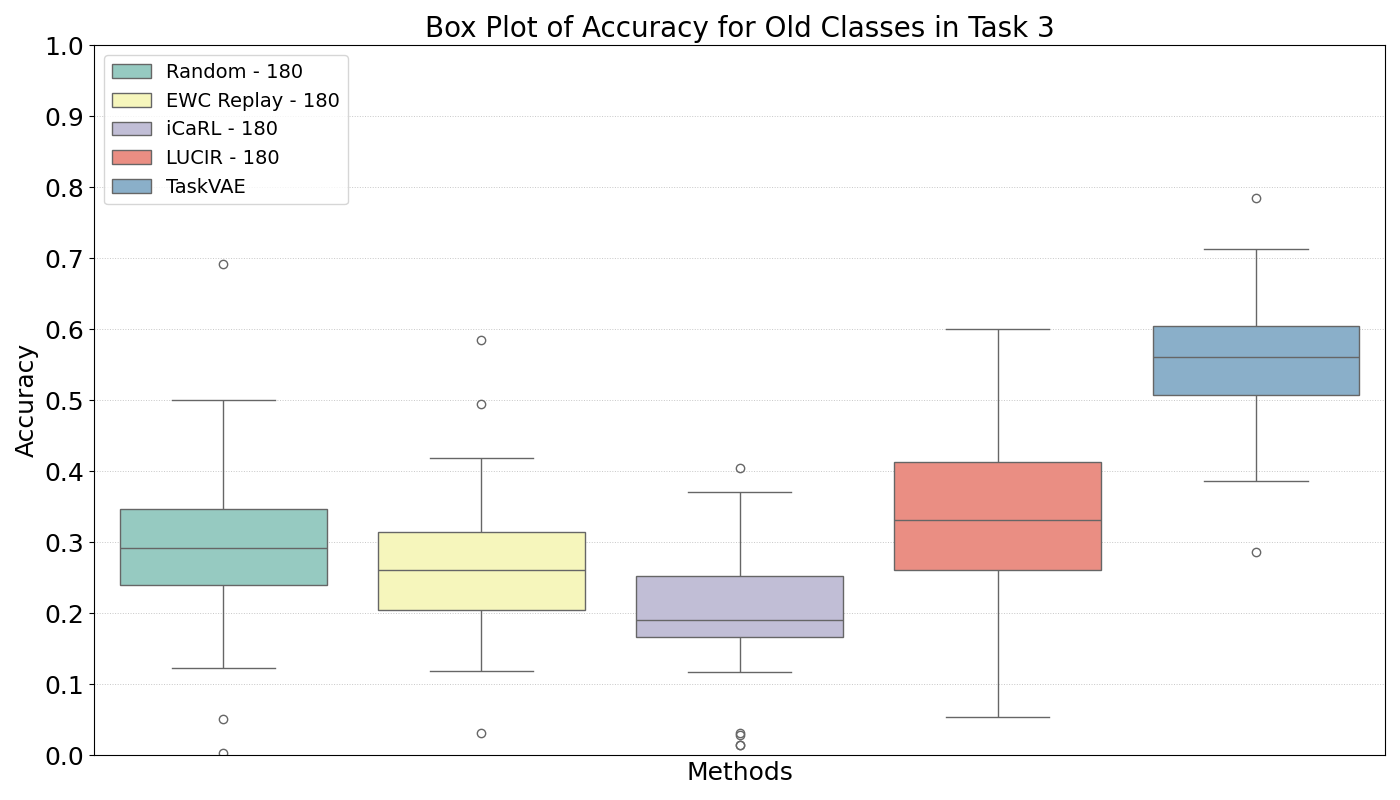 Box Plot of Accuracy for Old Classes in Task 3
1.0
0.9
0.8
0.7
0.6
0.5
0.4
0.3
0.2
0.1
0.0
Accuracy
Random - 180
EWC Replay - 180
iCaRL - 180
LUCIR - 180
TaskVAE
Methods